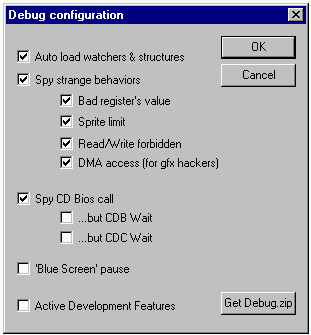 Debug configuration
OK
Auto load watchers & structures
Cancel
Spy strange behaviors
Bad register's value
Sprite limit
Read/Write forbidden
DMA access (for gfx hackers)
Spy CD Bios call
...but CDB Wait
...but CDC Wait
'Blue Screen' pause
Active Development Features
Get Debug.zip